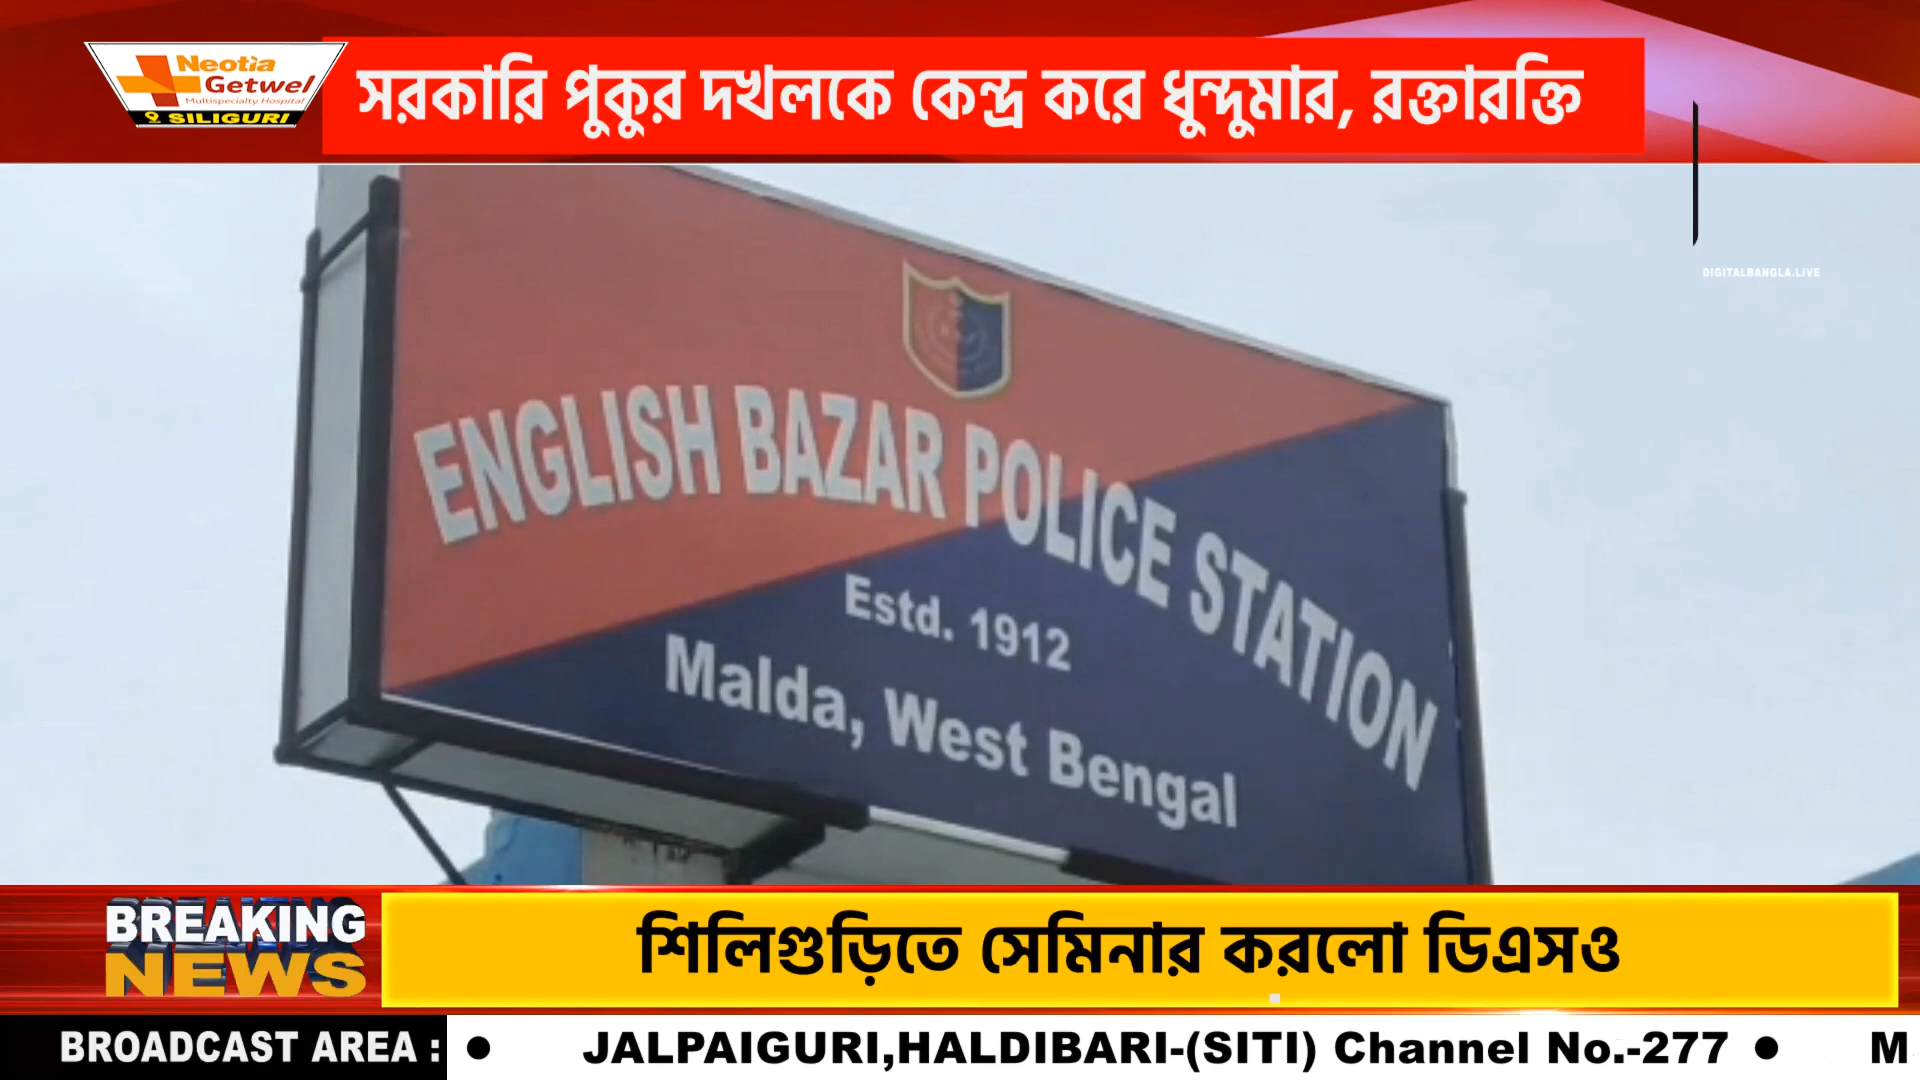 Neotia
Getwel
Multispecialty Hospital
SILIGURI
সরকারি পুকুর দখলকে কেন্দ্র করে ধুন্দুমার, রক্তারক্তি
DIGITALBANGLA.LIVE
ENGLISH BAZAR POLICE STATION
Estd. 1912
Malda, West Bengal
BREAKING
NEWS
শিলিগুড়িতে সেমিনার করলো ডিএসও
BROADCAST AREA : ● JALPAIGURI,HALDIBARI-(SITI) Channel No.-277 ● M